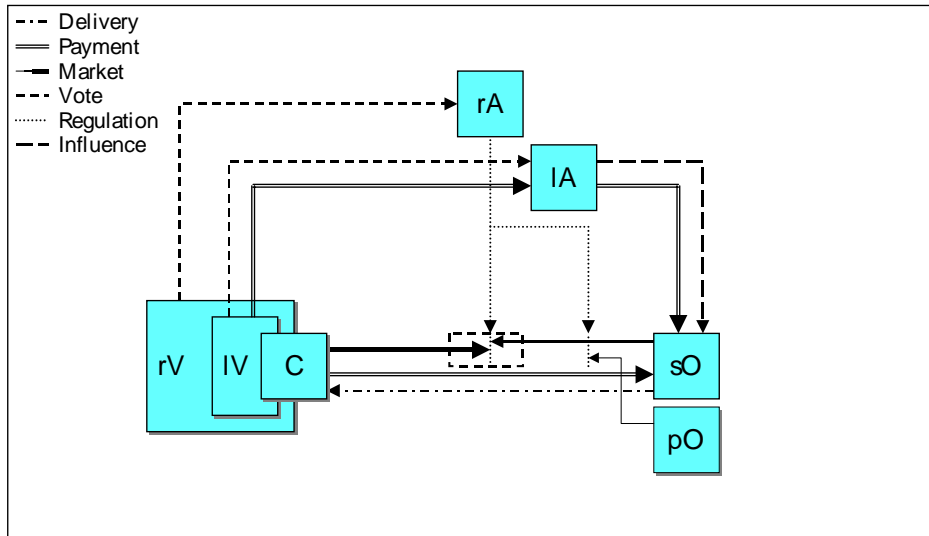 Delivery
Payment
Market
Vote
Regulation
Influence
rA
lA
rV
lV
C
sO
pO